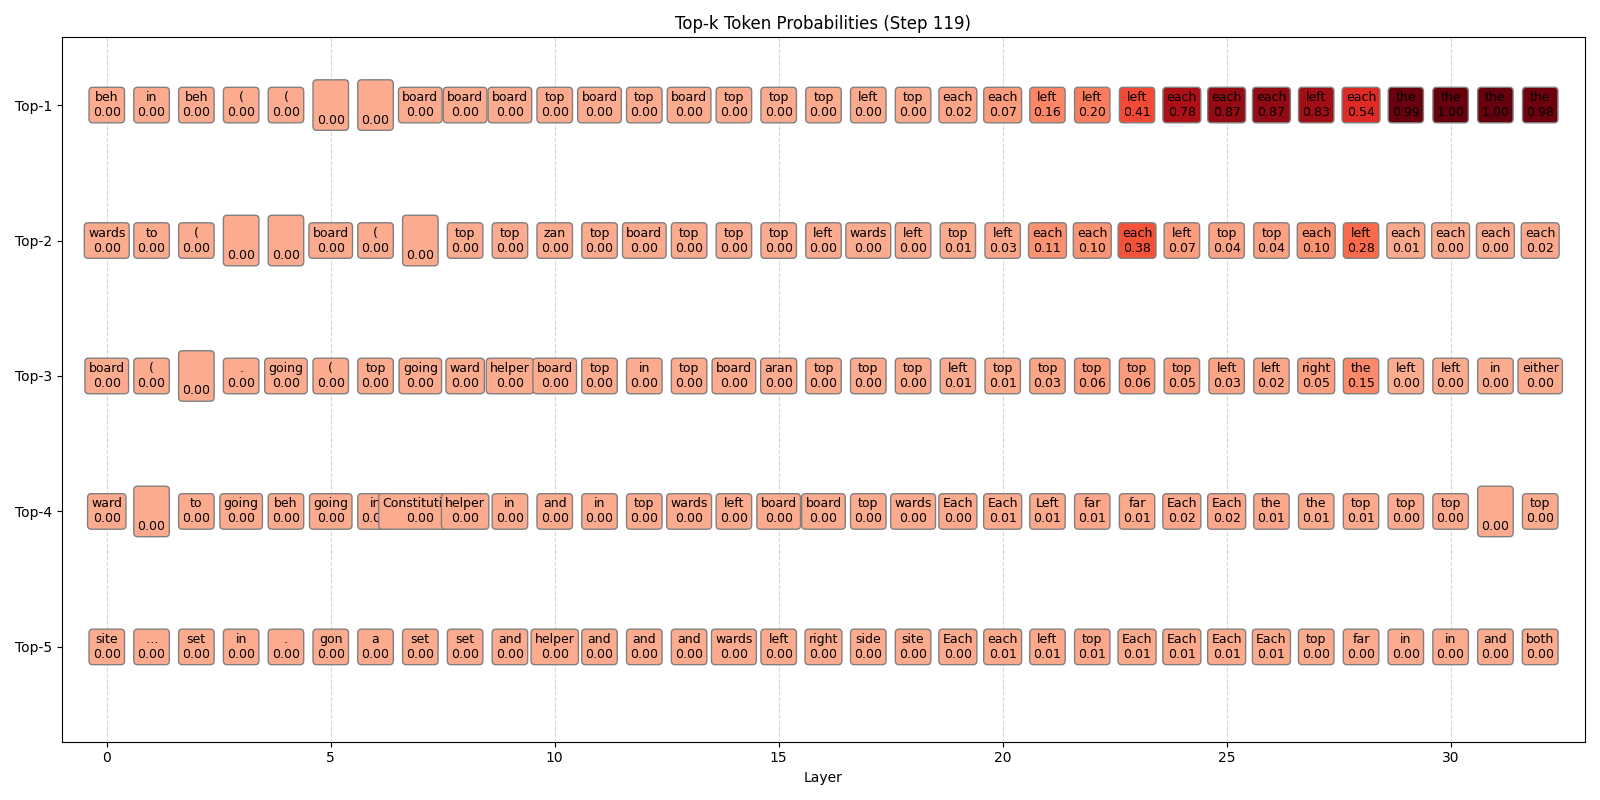 Top-k Token Probabilities (Step 119)
beh in beh ( ( board board board top board top board top top top left top each each left left left each each each left each the the the the
Top-1 0.00 0.00 0.00 0.00 0.00 0.00 0.00 0.00 0.00 0.00 0.00 0.00 0.00 0.00 0.00 0.00 0.00 0.00 0.00 0.02 0.07 0.16 0.20 0.41 0.78 0.87 0.87 0.83 0.54 0.99 1.00 1.00 0.98
wards to ( board ( top top zan top board top top top left wards left top left each each each left top top each left each each each each
Top-2 0.00 0.00 0.00 0.00 0.00 0.00 0.00 0.00 0.00 0.00 0.00 0.00 0.00 0.00 0.00 0.00 0.00 0.00 0.00 0.01 0.03 0.11 0.10 0.38 0.07 0.04 0.04 0.10 0.28 0.01 0.00 0.00 0.02
board ( . going ( top going ward helper board top in top board aran top top top left top top top top top left left right the left left in either
Top-3 0.00 0.00 0.00 0.00 0.00 0.00 0.00 0.00 0.00 0.00 0.00 0.00 0.00 0.00 0.00 0.00 0.00 0.00 0.00 0.01 0.01 0.03 0.06 0.06 0.05 0.03 0.02 0.05 0.15 0.00 0.00 0.00 0.00
ward to going beh going in Constituti helper in and in top wards left board board top wards Each Each Left far far Each Each the the top top top top
Top-4 0.00 0.00 0.00 0.00 0.00 0.00 0.00 0.00 0.00 0.00 0.00 0.00 0.00 0.00 0.00 0.00 0.00 0.00 0.00 0.01 0.01 0.01 0.01 0.02 0.02 0.01 0.01 0.01 0.00 0.00 0.00 0.00
site ... set in . gon a set set and helper and and and wards left right side site Each each left top Each Each Each Each top far in in and both
Top-5 0.00 0.00 0.00 0.00 0.00 0.00 0.00 0.00 0.00 0.00 0.00 0.00 0.00 0.00 0.00 0.00 0.00 0.00 0.00 0.00 0.01 0.01 0.01 0.01 0.01 0.01 0.01 0.00 0.00 0.00 0.00 0.00 0.00
0 5 10 15 20 25 30
Layer